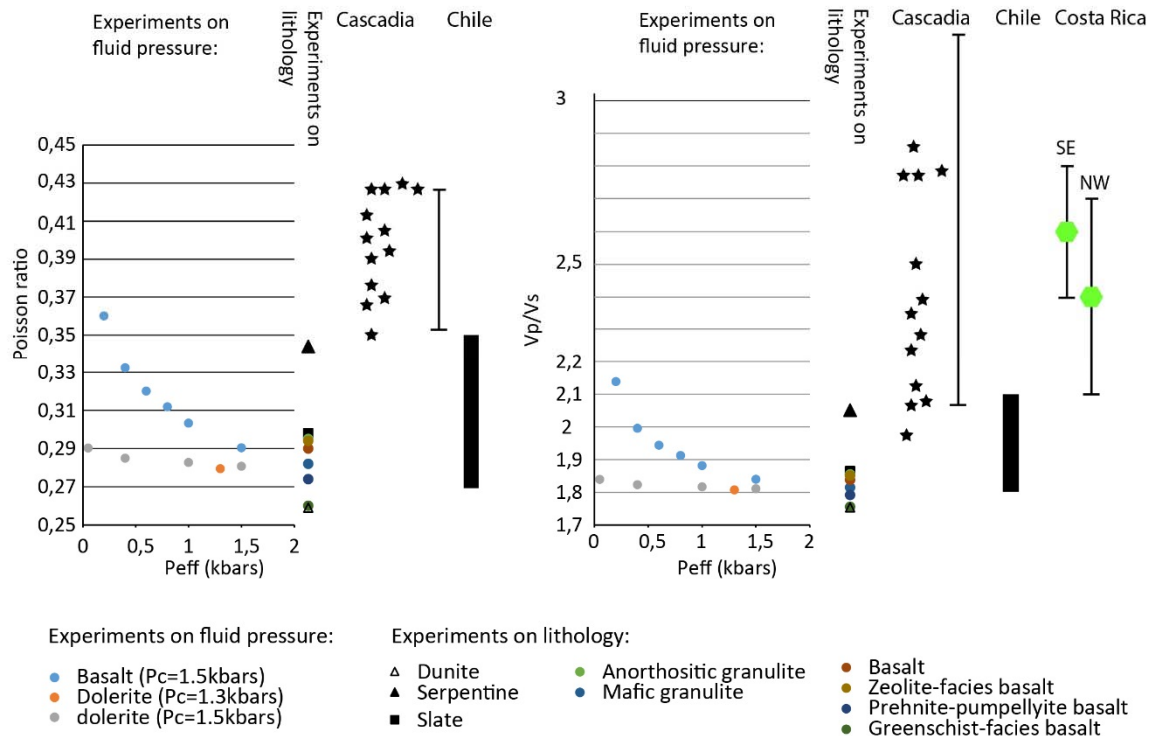 Experiments on
fluid pressure:
Experiments on
lithology
Cascadia
Chile
0,45
0,43
0,41
0,39
0,37
0,35
0,33
0,31
0,29
0,27
0,25
Poisson ratio
0
0,5
1
1,5
2
Peff (kbars)
Experiments on
fluid pressure:
Experiments on
lithology
Cascadia
Chile
Costa Rica
SE
NW
3
2,5
2,2
2,1
2
1,9
1,8
1,7
Vp/Vs
0
0,5
1
1,5
2
Peff (kbars)
Experiments on fluid pressure:
Basalt (Pc=1.5kbars)
Dolerite (Pc=1.3kbars)
dolerite (Pc=1.5kbars)
Experiments on lithology:
Dunite
Serpentine
Slate
Anorthositic granulite
Mafic granulite
Basalt
Zeolite-facies basalt
Prehnite-pumpellyite basalt
Greenschist-facies basalt